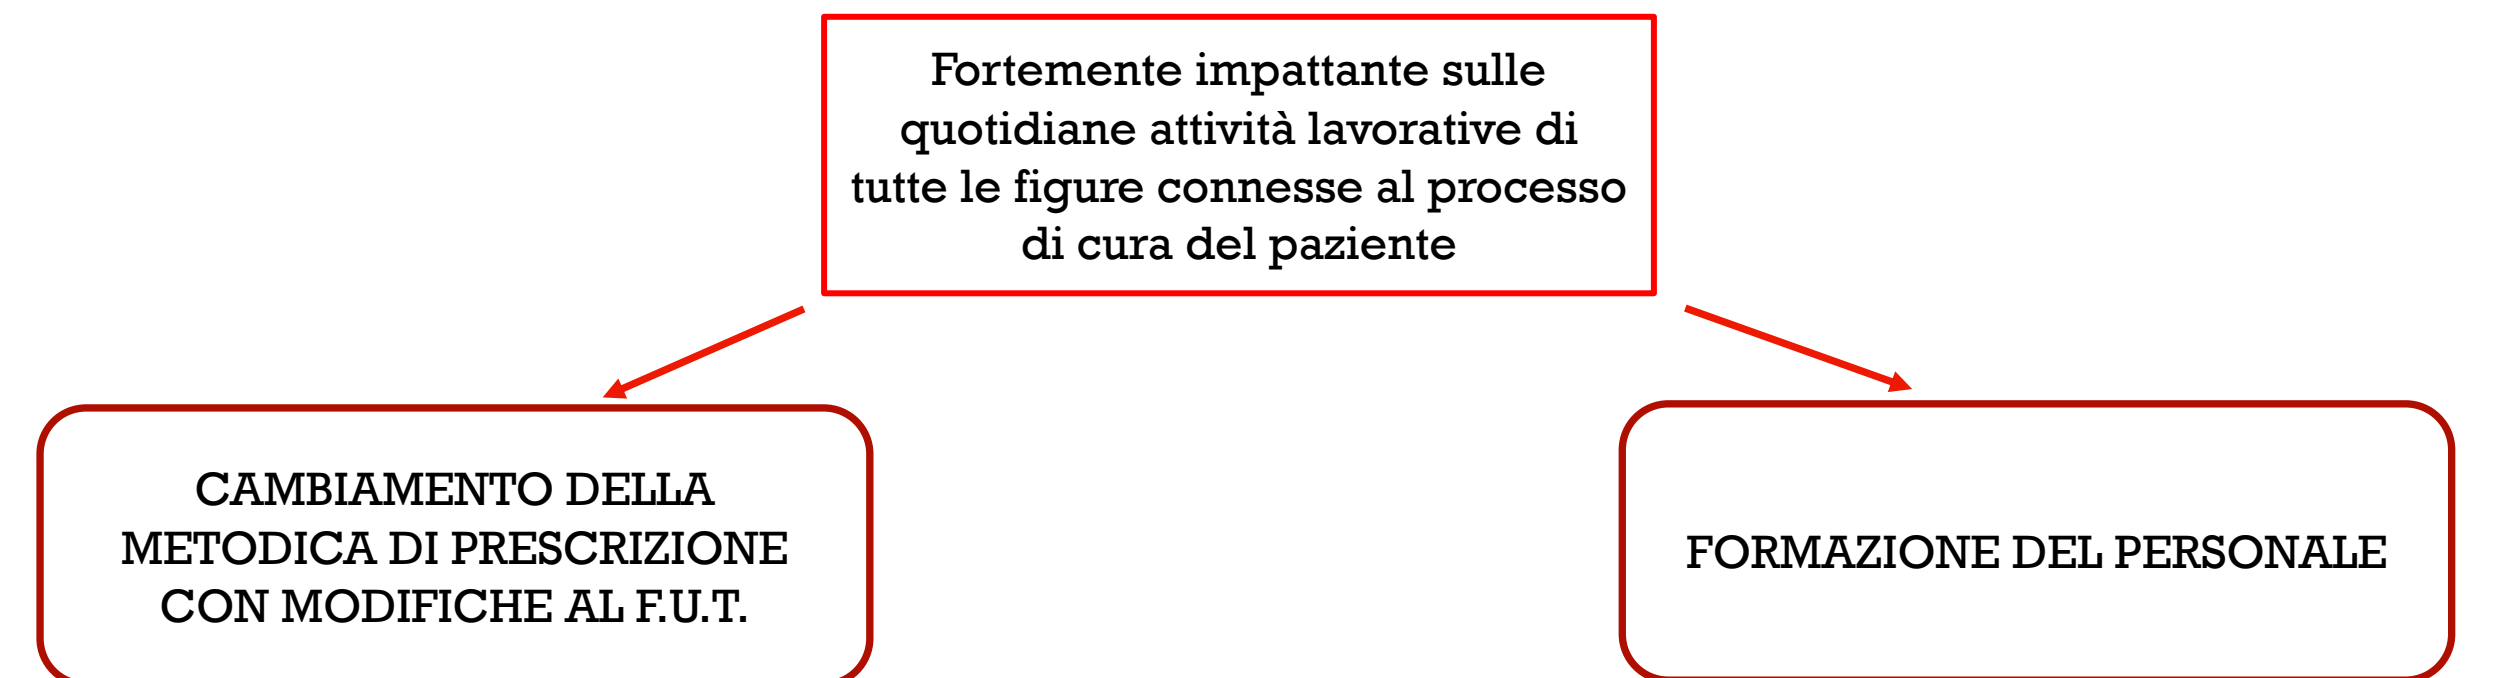 Fortemente impattante sulle
quotidiane attività lavorative di
tutte le figure connesse al processo
di cura del paziente
CAMBIAMENTO DELLA
METODICA DI PRESCRIZIONE
CON MODIFICHE AL F.U.T.
FORMAZIONE DEL PERSONALE